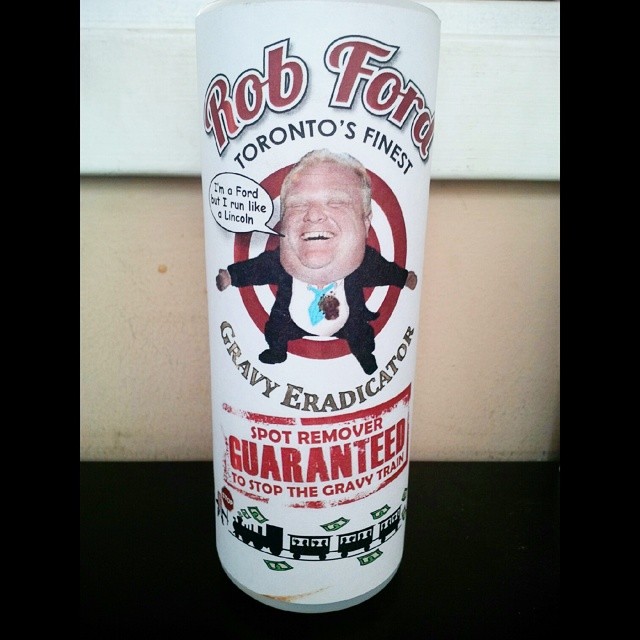 Rob Ford
TORONTO'S FINEST
I'm a Ford
but I run like
a Lincoln
GRAVY ERADICATOR
SPOT REMOVER
GUARANTEED
TO STOP THE GRAVY TRAIN